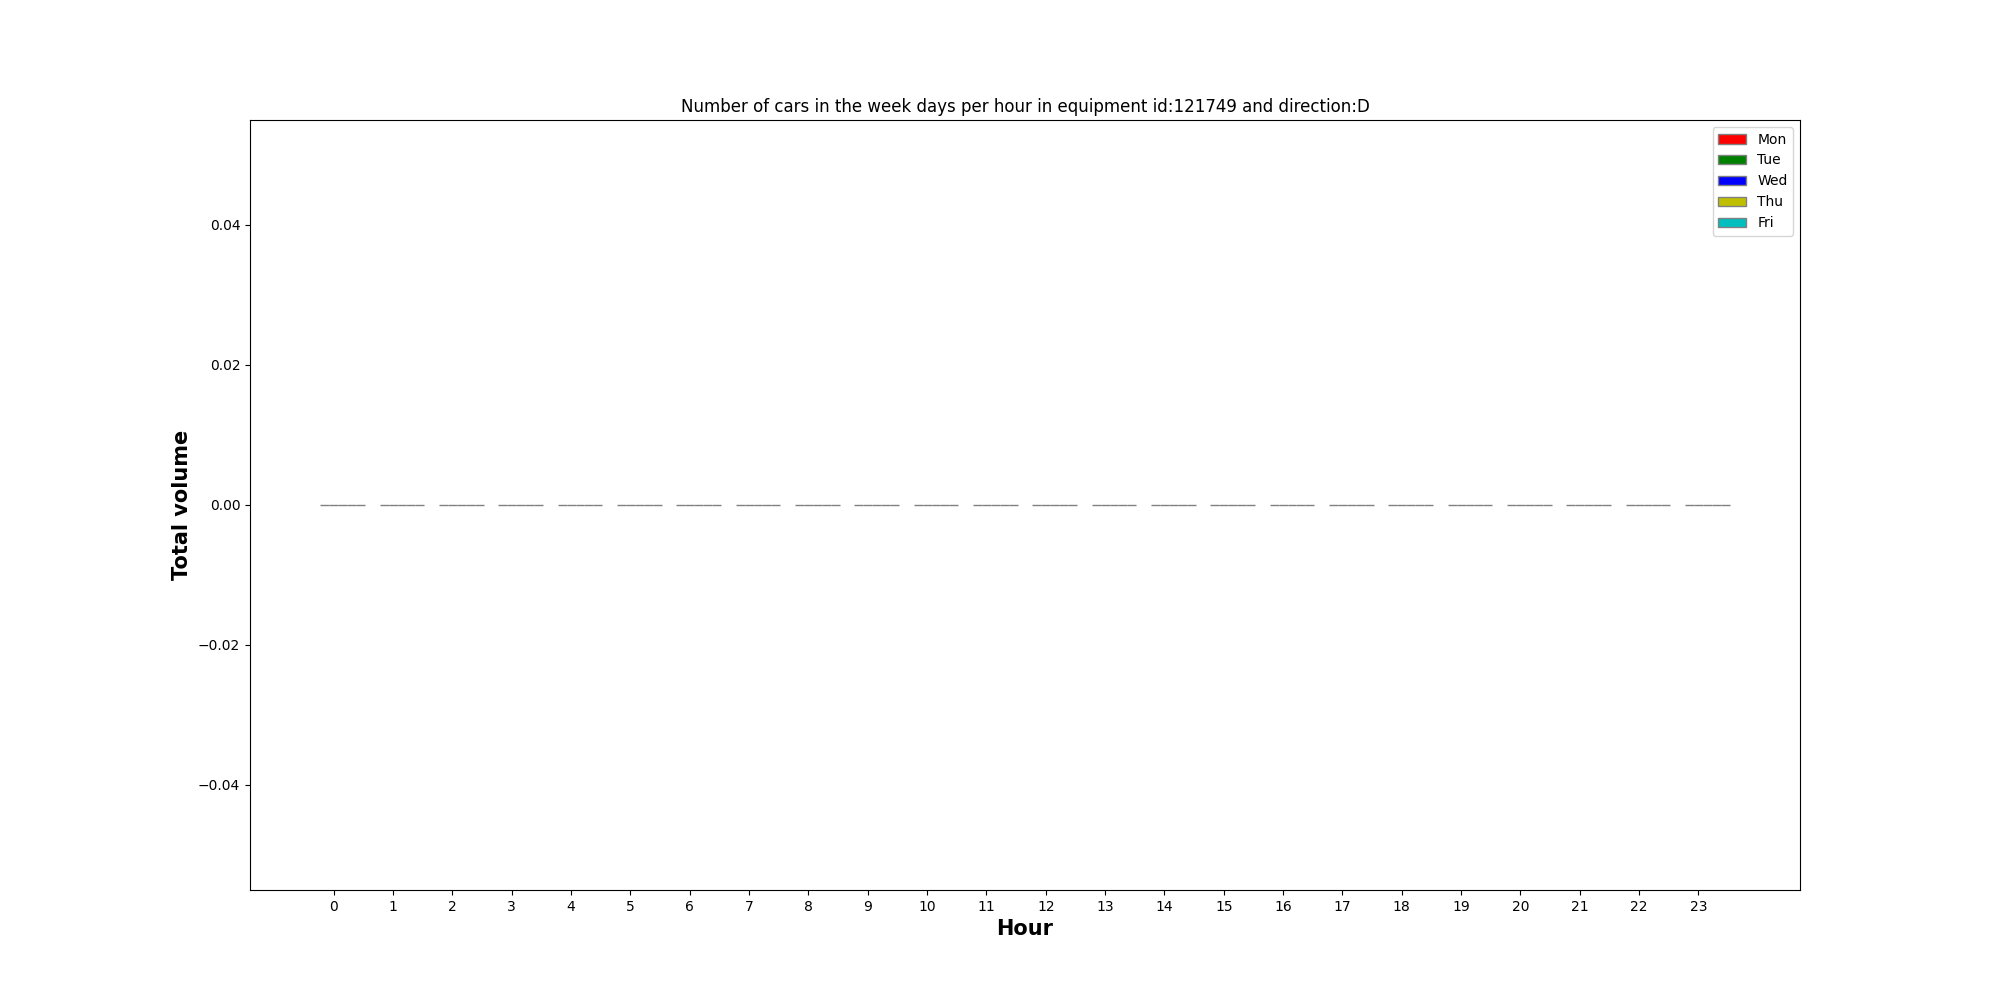 Number of cars in the week days per hour in equipment id:121749 and direction:D
Mon
Tue
Wed
Thu
Fri
0.04
0.02
0.00
−0.02
−0.04
Total volume
0 1 2 3 4 5 6 7 8 9 10 11 12 13 14 15 16 17 18 19 20 21 22 23
Hour